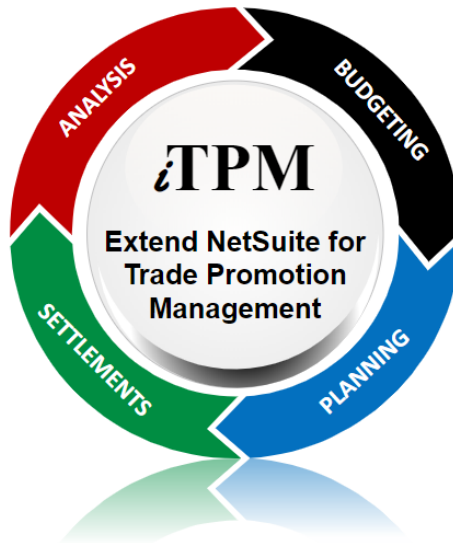 ANALYSIS
BUDGETING
iTPM
Extend NetSuite for
Trade Promotion
Management
SETTLEMENTS
PLANNING